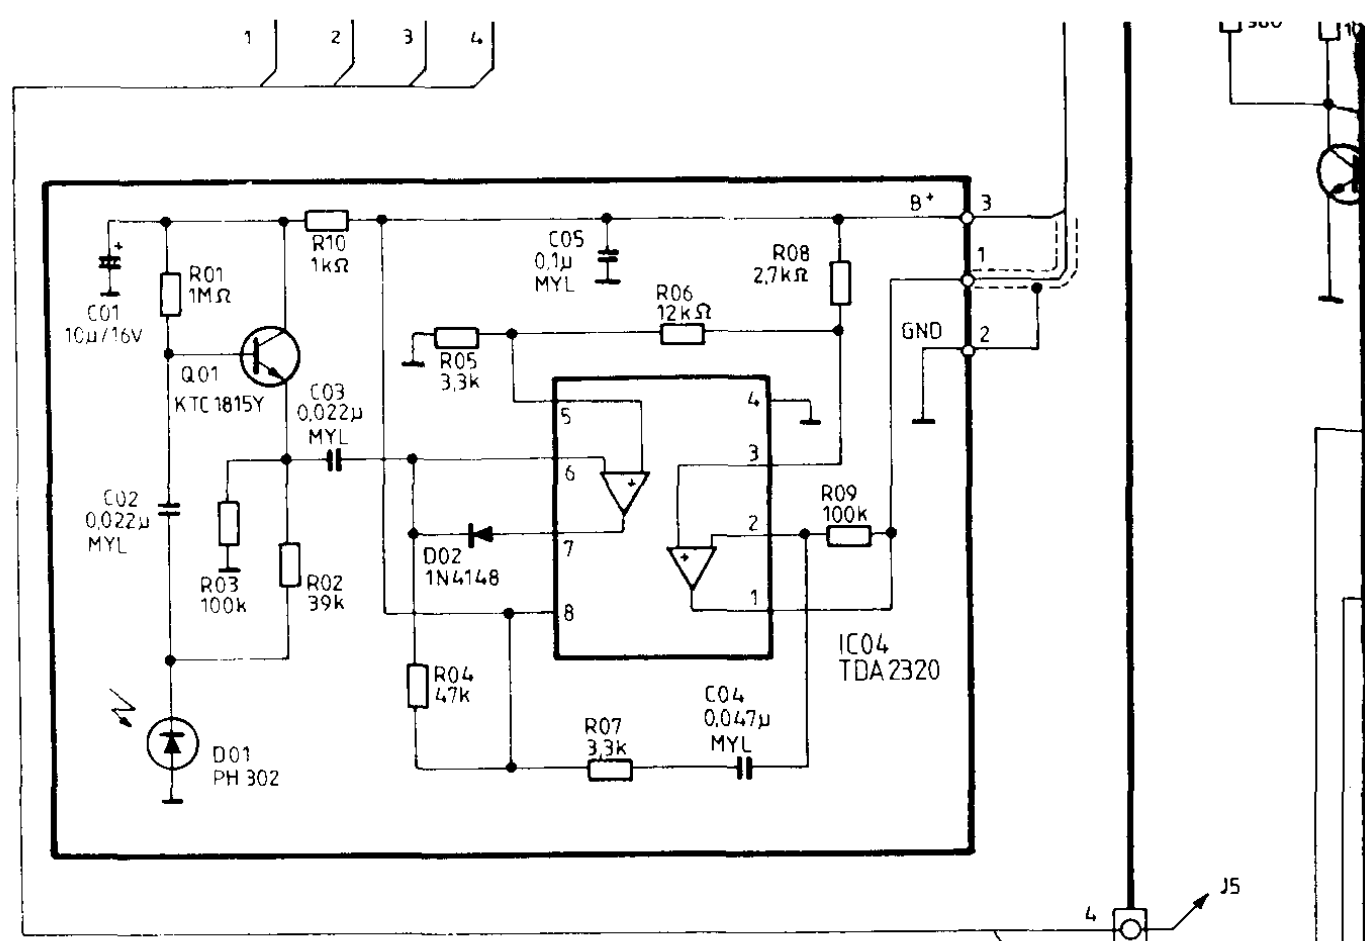 1
2
3
4
B+
3
1
GND
2
R10
1kΩ
C05
0,1µ
MYL
R08
2,7kΩ
R01
1MΩ
+
C01
10µ/16V
R06
12kΩ
R05
3,3k
Q01
KTC1815Y
C03
0,022µ
MYL
5
4
6
3
7
2
8
1
+
+
C02
0,022µ
MYL
R03
100k
R02
39k
D02
1N4148
R09
100k
IC04
TDA2320
R04
47k
C04
0,047µ
MYL
R07
3,3k
D01
PH 302
4
J5